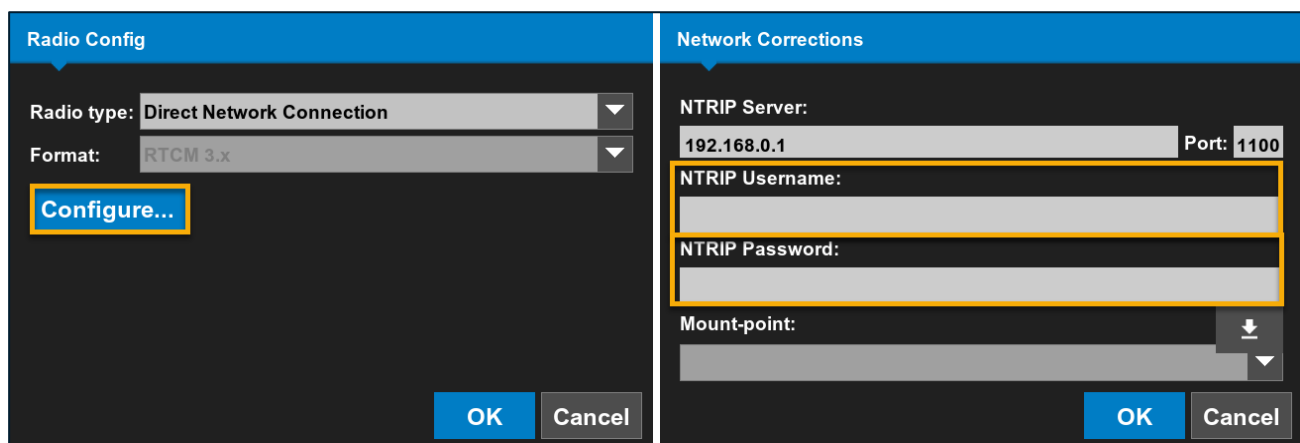 Radio Config
Radio type: Direct Network Connection
Format: RTCM 3.x
Configure...
OK Cancel
Network Corrections
NTRIP Server:
192.168.0.1 Port: 1100
NTRIP Username:
NTRIP Password:
Mount-point:
OK Cancel